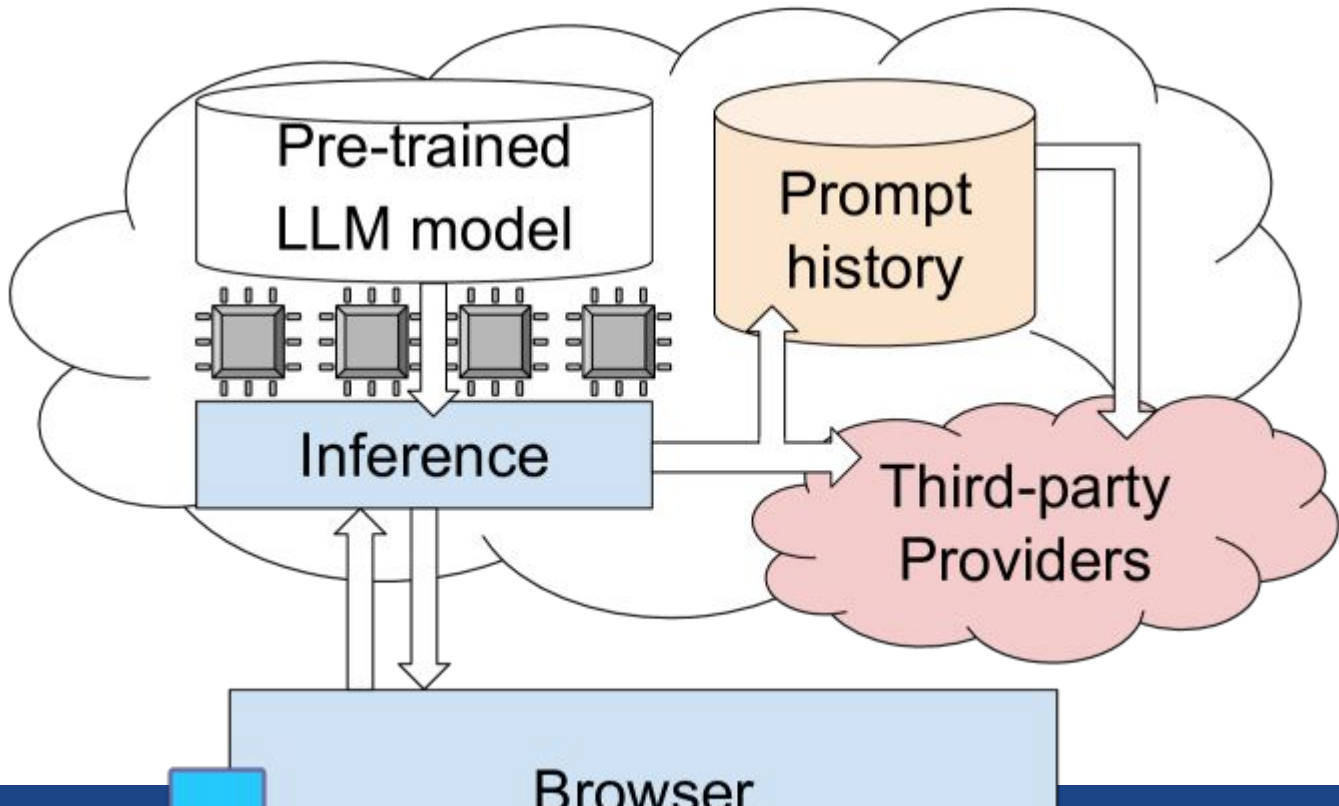 Pre-trained
LLM model
Prompt
history
Inference
Third-party
Providers
Browser